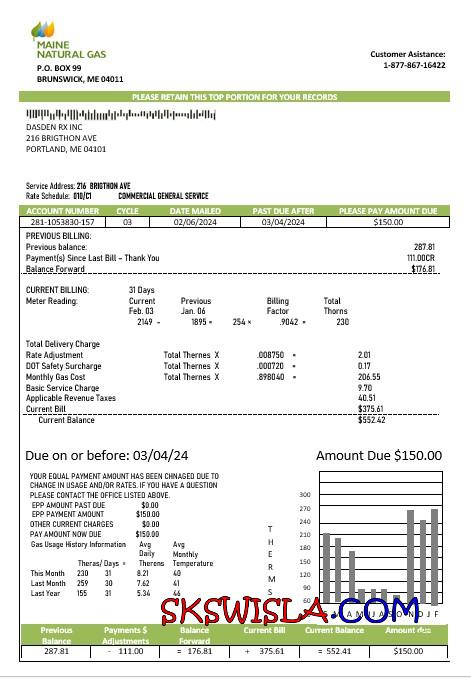 MAINE
NATURAL GAS
P.O. BOX 99
BRUNSWICK, ME 04011
Customer Asistance:
1-877-867-16422
PLEASE RETAIN THIS TOP PORTION FOR YOUR RECORDS
DASDEN RX INC
216 BRIGTHON AVE
PORTLAND, ME 04101
Service Address: 216 BRIGTHON AVE
Rate Schedule: 010/C1 COMMERCIAL GENERAL SERVICE
ACCOUNT NUMBER CYCLE DATE MAILED PAST DUE AFTER PLEASE PAY AMOUNT DUE
281-1053830-157 03 02/06/2024 03/04/2024 $150.00
PREVIOUS BILLING:
Previous balance: 287.81
Payment(s) Since Last Bill – Thank You 111.00CR
Balance Forward $176.81
CURRENT BILLING: 31 Days
Meter Reading: Current Previous Billing Total
Feb. 03 Jan. 06 Factor Thorns
2149 – 1895 = 254 × .9042 = 230
Total Delivery Charge
Rate Adjustment Total Thernes X .008750 = 2.01
DOT Safety Surcharge Total Thernes X .000720 = 0.17
Monthly Gas Cost Total Thernes X .898040 = 206.55
Basic Service Charge 9.70
Applicable Revenue Taxes 40.51
Current Bill $375.61
Current Balance $552.42
Due on or before: 03/04/24 Amount Due $150.00
YOUR EQUAL PAYMENT AMOUNT HAS BEEN CHNAGED DUE TO
CHANGE IN USAGE AND/OR RATES. IF YOU HAVE A QUESTION
PLEASE CONTACT THE OFFICE LISTED ABOVE.
EPP AMOUNT PAST DUE $0.00
EPP PAYMENT AMOUNT $150.00
OTHER CURRENT CHARGES $0.00
PAY AMOUNT NOW DUE $150.00
Gas Usage History Information Avg Avg
Daily Monthly
Theras/ Days = Therens Temperature
This Month 230 31 8.21 40
Last Month 259 30 7.62 41
Last Year 155 31 5.34 46
T
H
E
R
M
S
300
270
240
210
180
150
120
90
60
F M A M J J A S O N D J F
SKSWISLA.COM
Previous Balance Payments $ Adjustments Balance Forward Current Bill Current Balance Amount due
287.81 - 111.00 = 176.81 + 375.61 = 552.41 $150.00